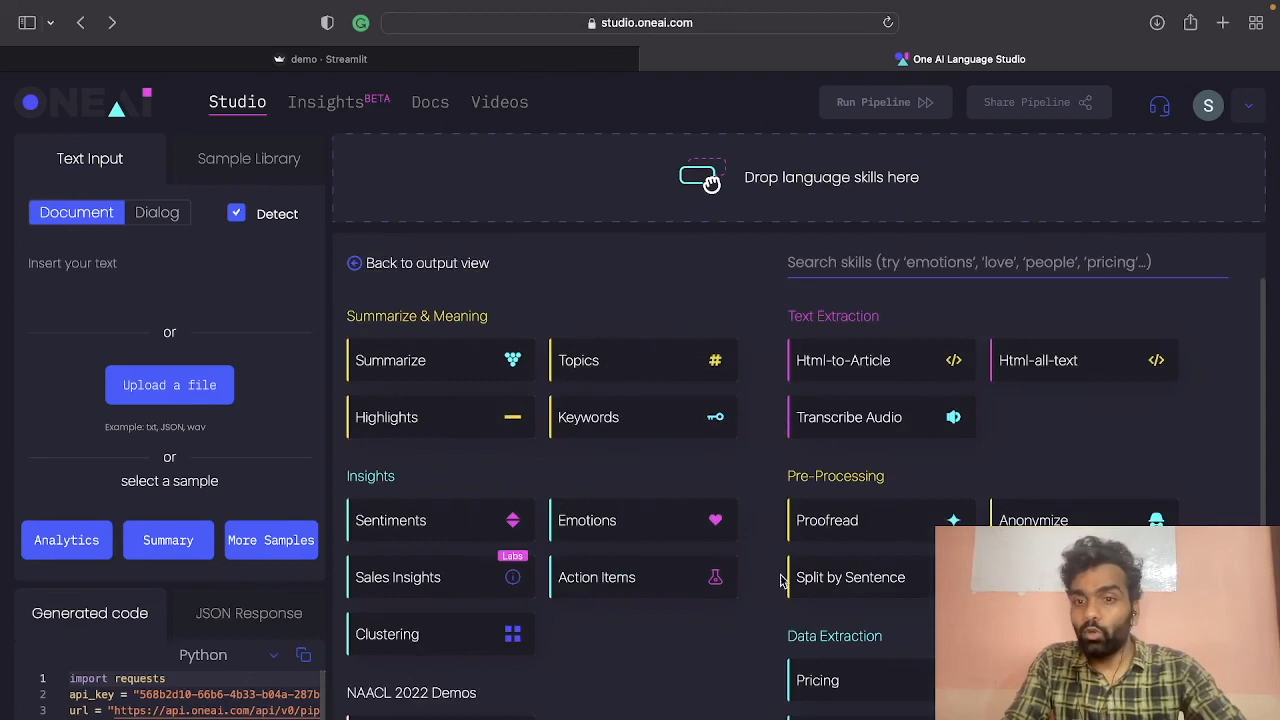 studio.oneai.com
demo · Streamlit
One AI Language Studio
ONEAI
Studio
Insights BETA
Docs
Videos
Run Pipeline
Share Pipeline
S
Text Input
Sample Library
Drop language skills here
Document
Dialog
Detect
Insert your text
or
Upload a file
Example: txt, JSON, wav
or
select a sample
Analytics
Summary
More Samples
Generated code
JSON Response
Python
1 import requests
2 api_key = "568b2d10-66b6-4b33-b04a-287b
3 url = "https://api.oneai.com/api/v0/pip
Back to output view
Search skills (try ‘emotions’, ‘love’, ‘people’, ‘pricing’...)
Summarize & Meaning
Summarize
Topics
Highlights
Keywords
Insights
Sentiments
Emotions
Labs
Sales Insights
Action Items
Clustering
NAACL 2022 Demos
Text Extraction
Html-to-Article
Html-all-text
Transcribe Audio
Pre-Processing
Proofread
Anonymize
Split by Sentence
Data Extraction
Pricing